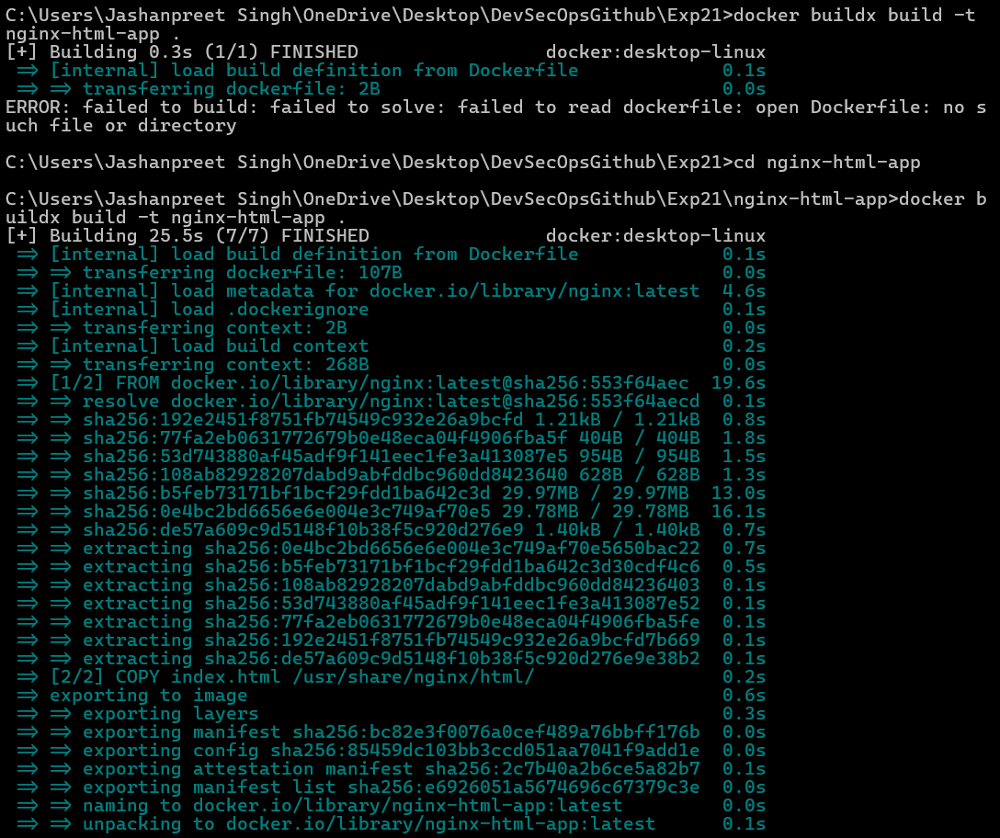 C:\Users\Jashanpreet Singh\OneDrive\Desktop\DevSecOpsGithub\Exp21>docker buildx build -t
nginx-html-app .
[+] Building 0.3s (1/1) FINISHED docker:desktop-linux
=> [internal] load build definition from Dockerfile 0.1s
=> => transferring dockerfile: 2B 0.0s
ERROR: failed to build: failed to solve: failed to read dockerfile: open Dockerfile: no s
uch file or directory
C:\Users\Jashanpreet Singh\OneDrive\Desktop\DevSecOpsGithub\Exp21>cd nginx-html-app
C:\Users\Jashanpreet Singh\OneDrive\Desktop\DevSecOpsGithub\Exp21\nginx-html-app>docker b
uildx build -t nginx-html-app .
[+] Building 25.5s (7/7) FINISHED docker:desktop-linux
=> [internal] load build definition from Dockerfile 0.1s
=> => transferring dockerfile: 107B 0.0s
=> [internal] load metadata for docker.io/library/nginx:latest 4.6s
=> [internal] load .dockerignore 0.1s
=> => transferring context: 2B 0.0s
=> [internal] load build context 0.2s
=> => transferring context: 268B 0.0s
=> [1/2] FROM docker.io/library/nginx:latest@sha256:553f64aec 19.6s
=> => resolve docker.io/library/nginx:latest@sha256:553f64aecd 0.1s
=> => sha256:192e2451f8751fb74549c932e26a9bcfd 1.21kB / 1.21kB 0.8s
=> => sha256:77fa2eb0631772679b0e48eca04f4906fba5f 404B / 404B 1.8s
=> => sha256:53d743880af45adf9f141eec1fe3a413087e5 954B / 954B 1.5s
=> => sha256:108ab82928207dabd9abfddbc960dd8423640 628B / 628B 1.3s
=> => sha256:b5feb73171bf1bcf29fdd1ba642c3d 29.97MB / 29.97MB 13.0s
=> => sha256:0e4bc2bd6656e6e004e3c749af70e5 29.78MB / 29.78MB 16.1s
=> => sha256:de57a609c9d5148f10b38f5c920d276e9 1.40kB / 1.40kB 0.7s
=> => extracting sha256:0e4bc2bd6656e6e004e3c749af70e5650bac22 0.7s
=> => extracting sha256:b5feb73171bf1bcf29fdd1ba642c3d30cdf4c6 0.5s
=> => extracting sha256:108ab82928207dabd9abfddbc960dd84236403 0.1s
=> => extracting sha256:53d743880af45adf9f141eec1fe3a413087e52 0.1s
=> => extracting sha256:77fa2eb0631772679b0e48eca04f4906fba5fe 0.1s
=> => extracting sha256:192e2451f8751fb74549c932e26a9bcfd7b669 0.1s
=> => extracting sha256:de57a609c9d5148f10b38f5c920d276e9e38b2 0.1s
=> [2/2] COPY index.html /usr/share/nginx/html/ 0.2s
=> exporting to image 0.6s
=> => exporting layers 0.3s
=> => exporting manifest sha256:bc82e3f0076a0cef489a76bbff176b 0.0s
=> => exporting config sha256:85459dc103bb3ccd051aa7041f9add1e 0.0s
=> => exporting attestation manifest sha256:2c7b40a2b6ce5a82b7 0.1s
=> => exporting manifest list sha256:e6926051a5674696c67379c3e 0.0s
=> => naming to docker.io/library/nginx-html-app:latest 0.0s
=> => unpacking to docker.io/library/nginx-html-app:latest 0.1s